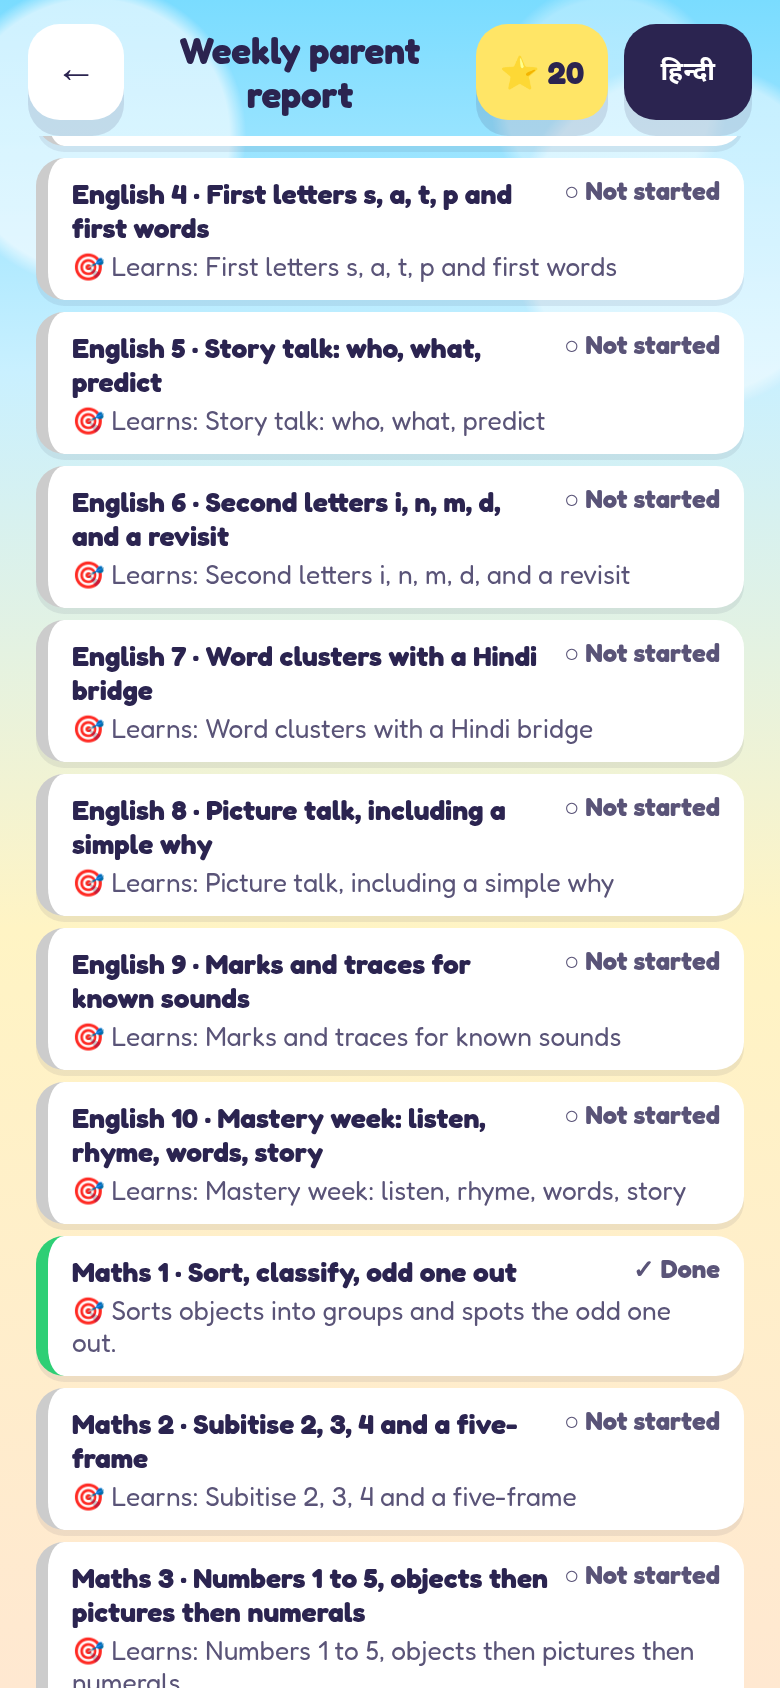 ←
Weekly parent
report
⭐ 20
हिन्दी
English 4 · First letters s, a, t, p and
first words
○ Not started
🎯 Learns: First letters s, a, t, p and first words
English 5 · Story talk: who, what,
predict
○ Not started
🎯 Learns: Story talk: who, what, predict
English 6 · Second letters i, n, m, d,
and a revisit
○ Not started
🎯 Learns: Second letters i, n, m, d, and a revisit
English 7 · Word clusters with a Hindi
bridge
○ Not started
🎯 Learns: Word clusters with a Hindi bridge
English 8 · Picture talk, including a
simple why
○ Not started
🎯 Learns: Picture talk, including a simple why
English 9 · Marks and traces for
known sounds
○ Not started
🎯 Learns: Marks and traces for known sounds
English 10 · Mastery week: listen,
rhyme, words, story
○ Not started
🎯 Learns: Mastery week: listen, rhyme, words, story
Maths 1 · Sort, classify, odd one out
✓ Done
🎯 Sorts objects into groups and spots the odd one
out.
Maths 2 · Subitise 2, 3, 4 and a five-
frame
○ Not started
🎯 Learns: Subitise 2, 3, 4 and a five-frame
Maths 3 · Numbers 1 to 5, objects then
pictures then numerals
○ Not started
🎯 Learns: Numbers 1 to 5, objects then pictures then
numerals